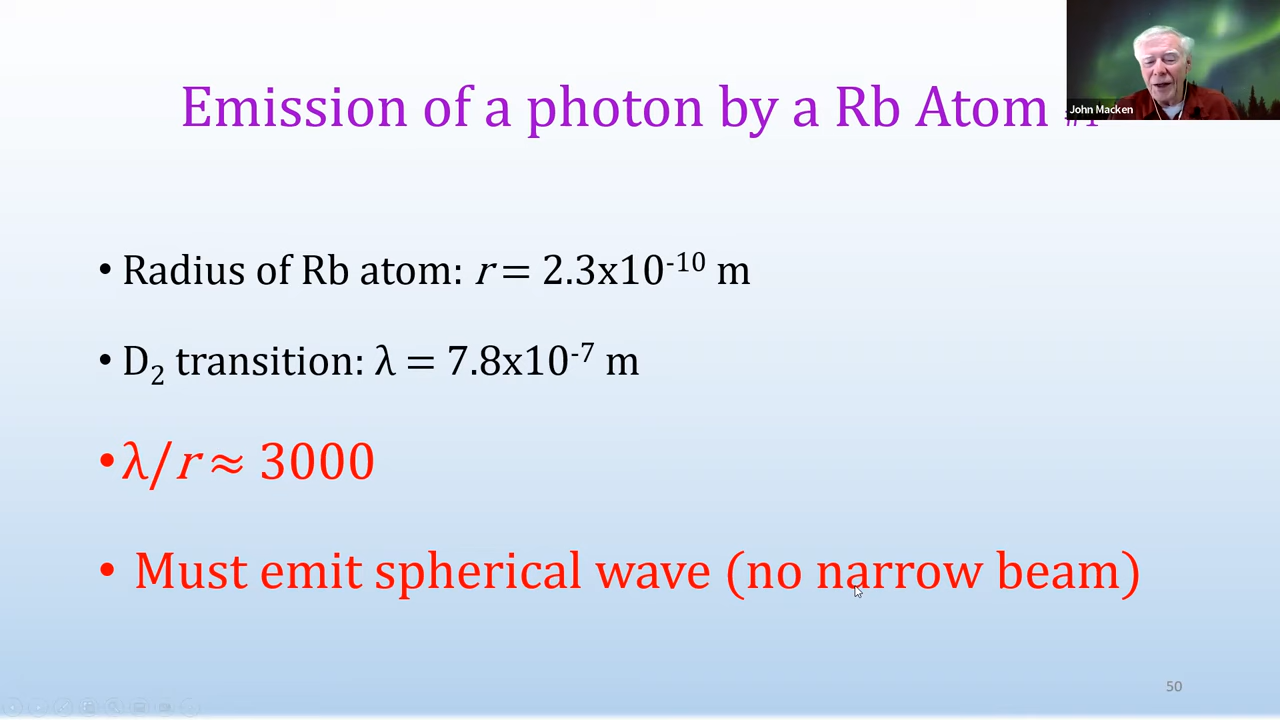 Emission of a photon by a Rb Atom
John Macken
• Radius of Rb atom: r = 2.3x10⁻¹⁰ m
• D₂ transition: λ = 7.8x10⁻⁷ m
• λ/r ≈ 3000
• Must emit spherical wave (no narrow beam)
50